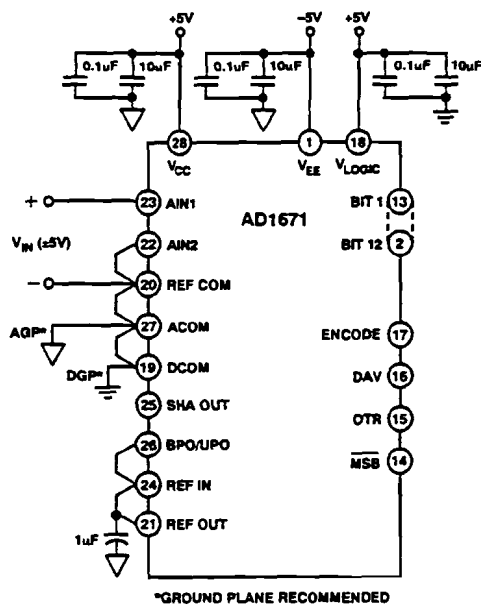 +5V -5V +5V
0.1uF 10uF 0.1uF 10uF 0.1uF 10uF
28 1 18
VCC VEE VLOGIC
+ 23 AIN1 BIT 1 13
AD1671
VIN (±5V) 22 AIN2 BIT 12 2
- 20 REF COM
AGP* 27 ACOM ENCODE 17
DGP* 19 DCOM DAV 16
25 SHA OUT OTR 15
26 BPO/UPO MSB 14
24 REF IN
21 REF OUT
1uF
*GROUND PLANE RECOMMENDED